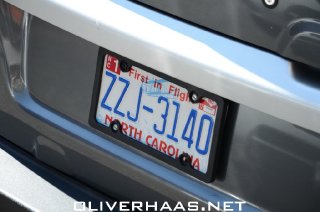 First in Flight
ZZJ-3140
NORTH CAROLINA
OLIVERHAAS.NET